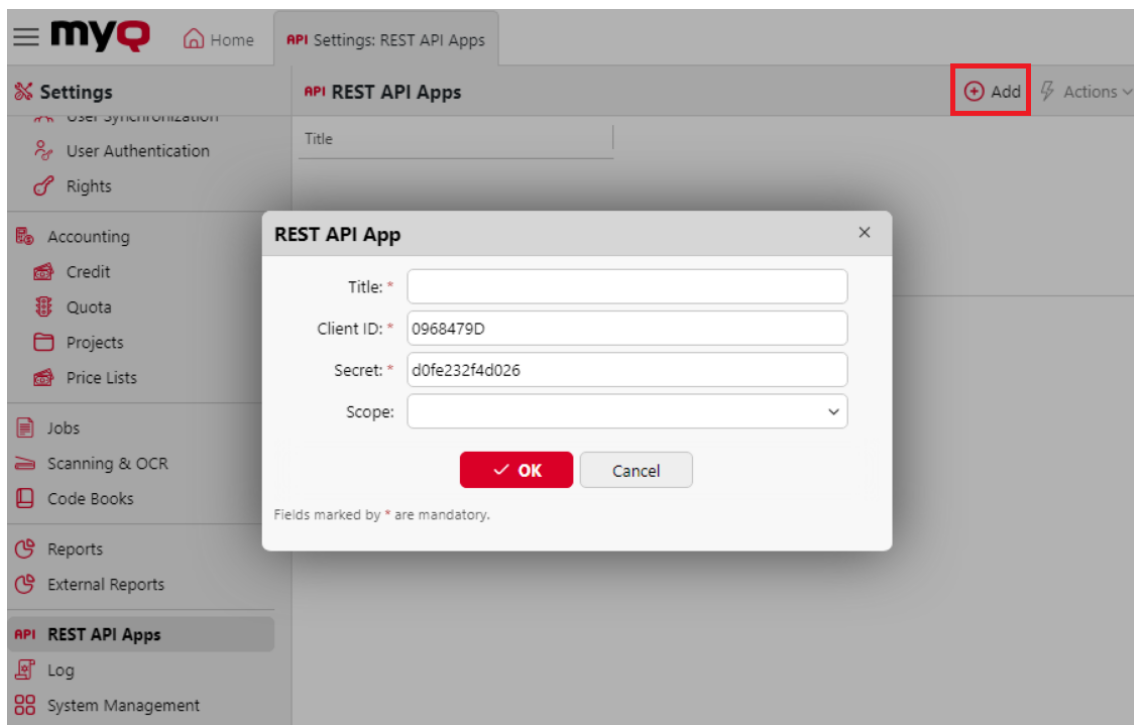 myQ
Home
API Settings: REST API Apps
Settings
API REST API Apps
Add
Actions
User Synchronization
User Authentication
Rights
Title
Accounting
Credit
Quota
Projects
Price Lists
Jobs
Scanning & OCR
Code Books
Reports
External Reports
API REST API Apps
Log
System Management
REST API App
Title: *
Client ID: * 0968479D
Secret: * d0fe232f4d026
Scope:
OK
Cancel
Fields marked by * are mandatory.